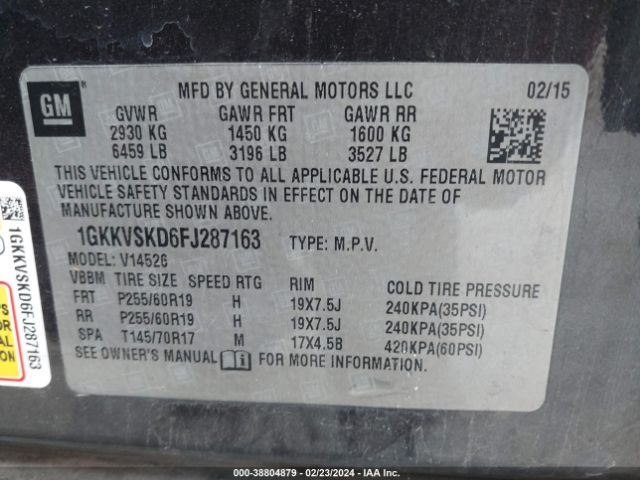 GM
MFD BY GENERAL MOTORS LLC 02/15
GVWR GAWR FRT GAWR RR
2930 KG 1450 KG 1600 KG
6459 LB 3196 LB 3527 LB
THIS VEHICLE CONFORMS TO ALL APPLICABLE U.S. FEDERAL MOTOR
VEHICLE SAFETY STANDARDS IN EFFECT ON THE DATE OF
MANUFACTURE SHOWN ABOVE.
1GKKVSKD6FJ287163 TYPE: M.P.V.
MODEL: V14526
VBBM TIRE SIZE SPEED RTG RIM COLD TIRE PRESSURE
FRT P255/60R19 H 19X7.5J 240KPA(35PSI)
RR P255/60R19 H 19X7.5J 240KPA(35PSI)
SPA T145/70R17 M 17X4.5B 420KPA(60PSI)
SEE OWNER'S MANUAL FOR MORE INFORMATION.
1GKKVSKD6FJ287163
000-38804879 - 02/23/2024 - IAA Inc.